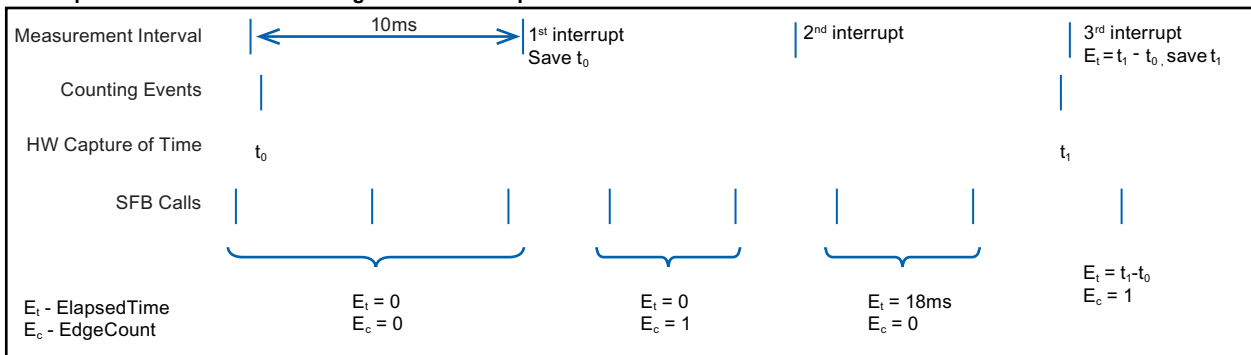 Measurement Interval 10ms 1st interrupt 2nd interrupt 3rd interrupt
Save t0 Et = t1 - t0, save t1
Counting Events
HW Capture of Time t0 t1
SFB Calls
Et - ElapsedTime Et = 0 Et = 0 Et = 18ms Et = t1-t0
Ec - EdgeCount Ec = 0 Ec = 1 Ec = 0 Ec = 1